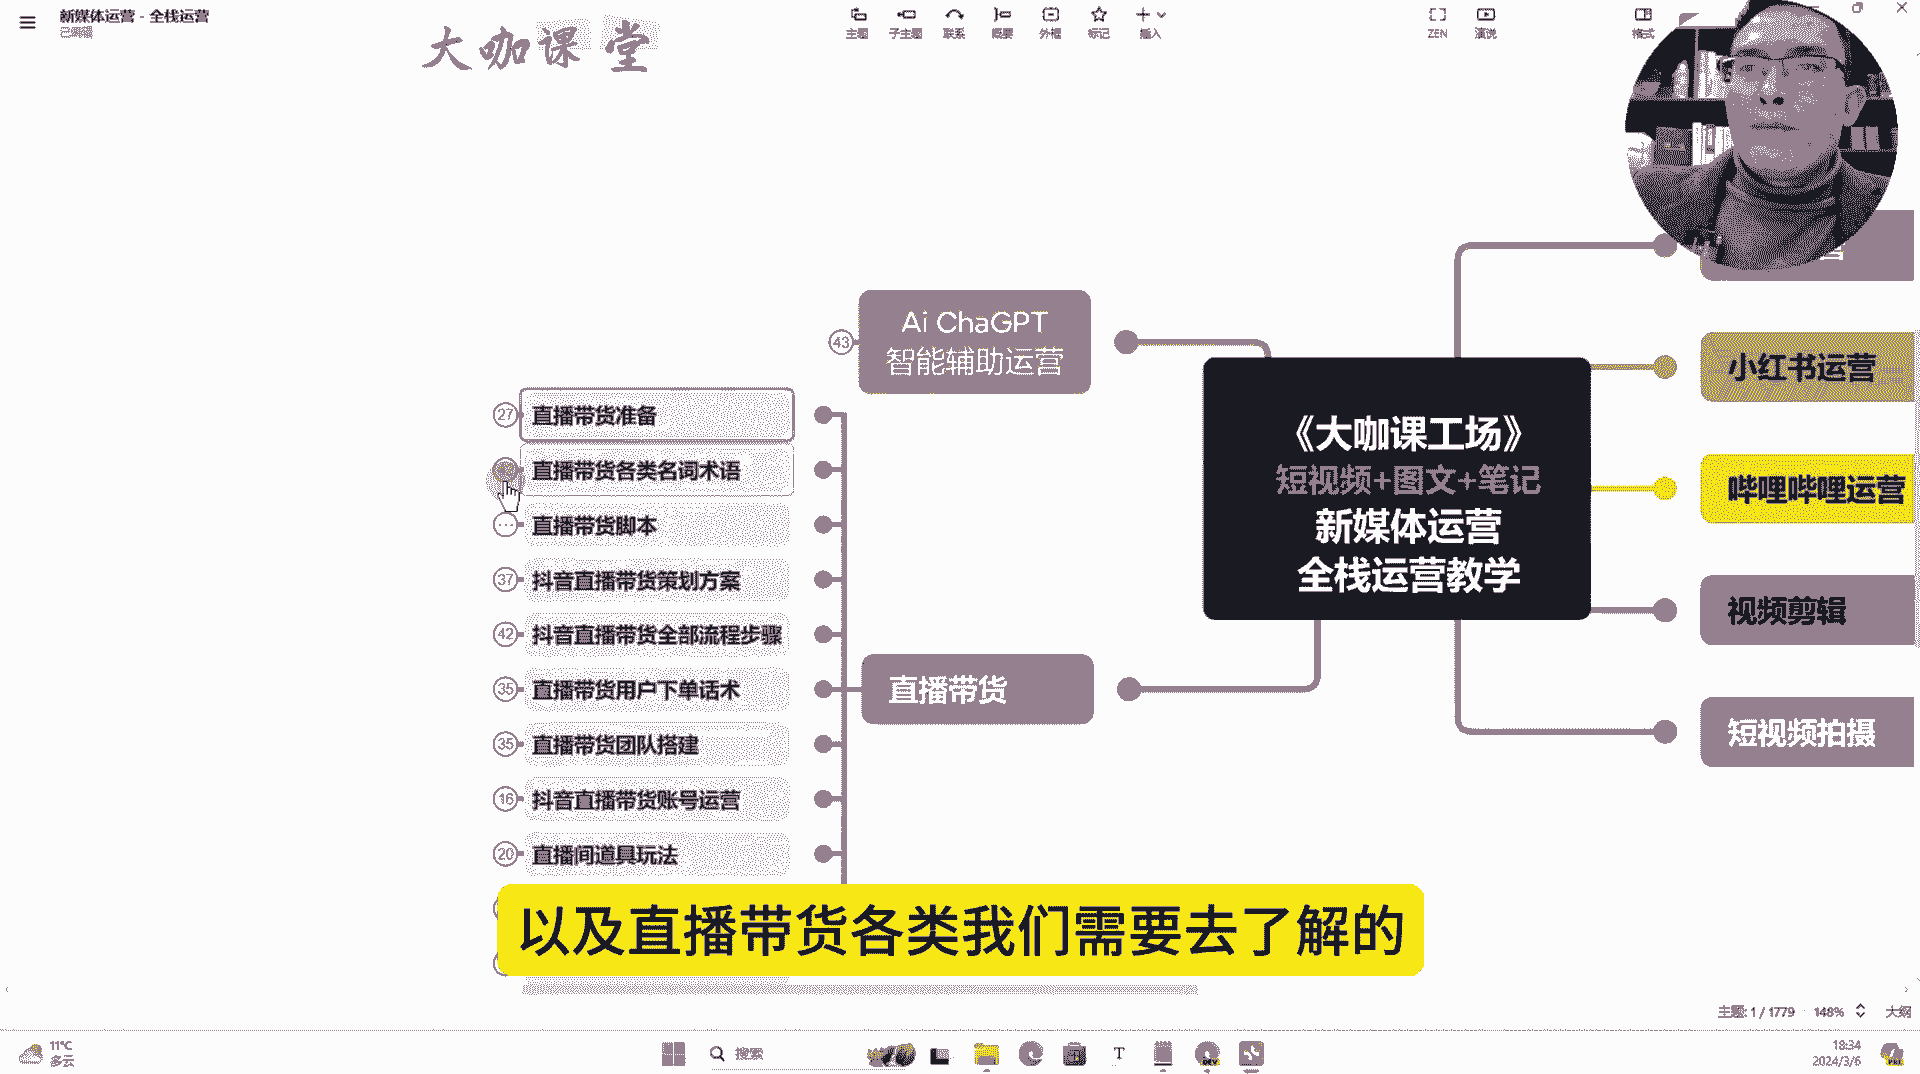 新媒体运营 - 全栈运营
已编辑
大咖课堂
主题
子主题
联系
概要
外框
标记
插入
ZEN
演说
格式
Ai ChaGPT
智能辅助运营
43
27
直播带货准备
直播带货各类名词术语
直播带货脚本
37
抖音直播带货策划方案
42
抖音直播带货全部流程步骤
35
直播带货用户下单话术
35
直播带货团队搭建
16
抖音直播带货账号运营
20
直播间道具玩法
直播带货
《大咖课工场》
短视频+图文+笔记
新媒体运营
全栈运营教学
小红书运营
哔哩哔哩运营
视频剪辑
短视频拍摄
以及直播带货各类我们需要去了解的
主题: 1 / 1779
148%
大纲
11°C
多云
搜索
18:34
2024/3/6